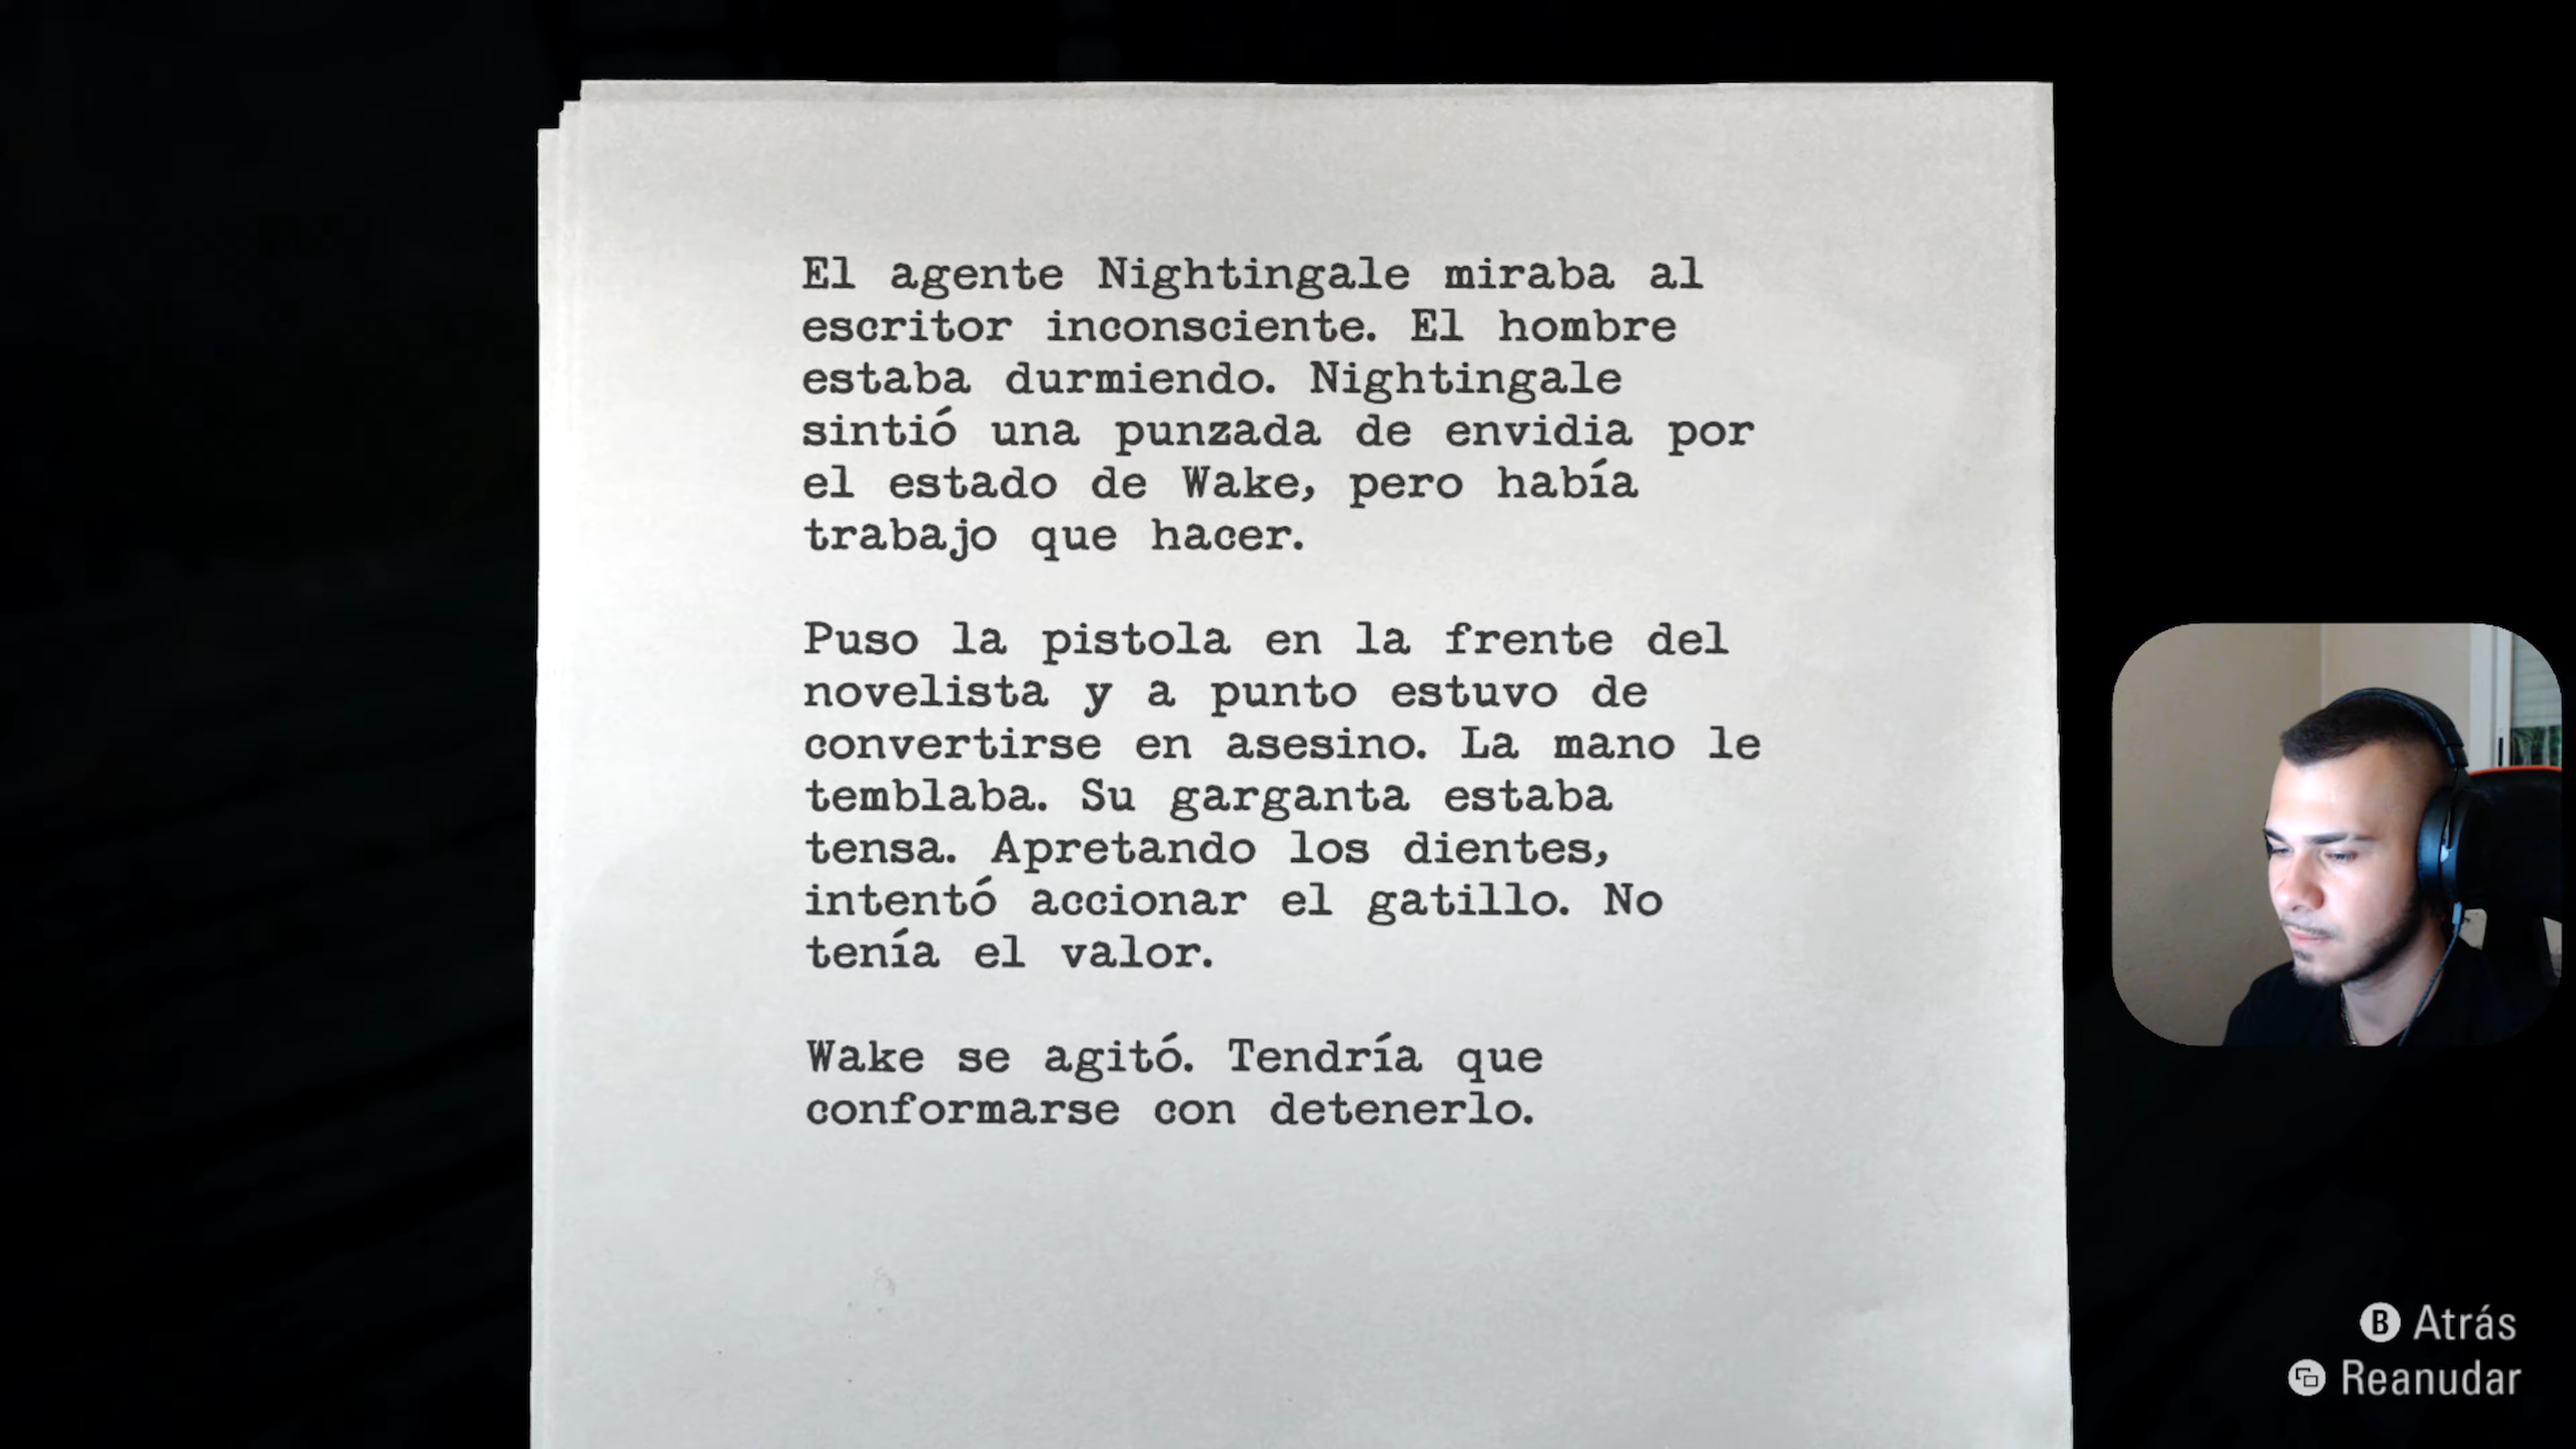 El agente Nightingale miraba al
escritor inconsciente. El hombre
estaba durmiendo. Nightingale
sintió una punzada de envidia por
el estado de Wake, pero había
trabajo que hacer.
Puso la pistola en la frente del
novelista y a punto estuvo de
convertirse en asesino. La mano le
temblaba. Su garganta estaba
tensa. Apretando los dientes,
intentó accionar el gatillo. No
tenía el valor.
Wake se agitó. Tendría que
conformarse con detenerlo.
B Atrás
Reanudar